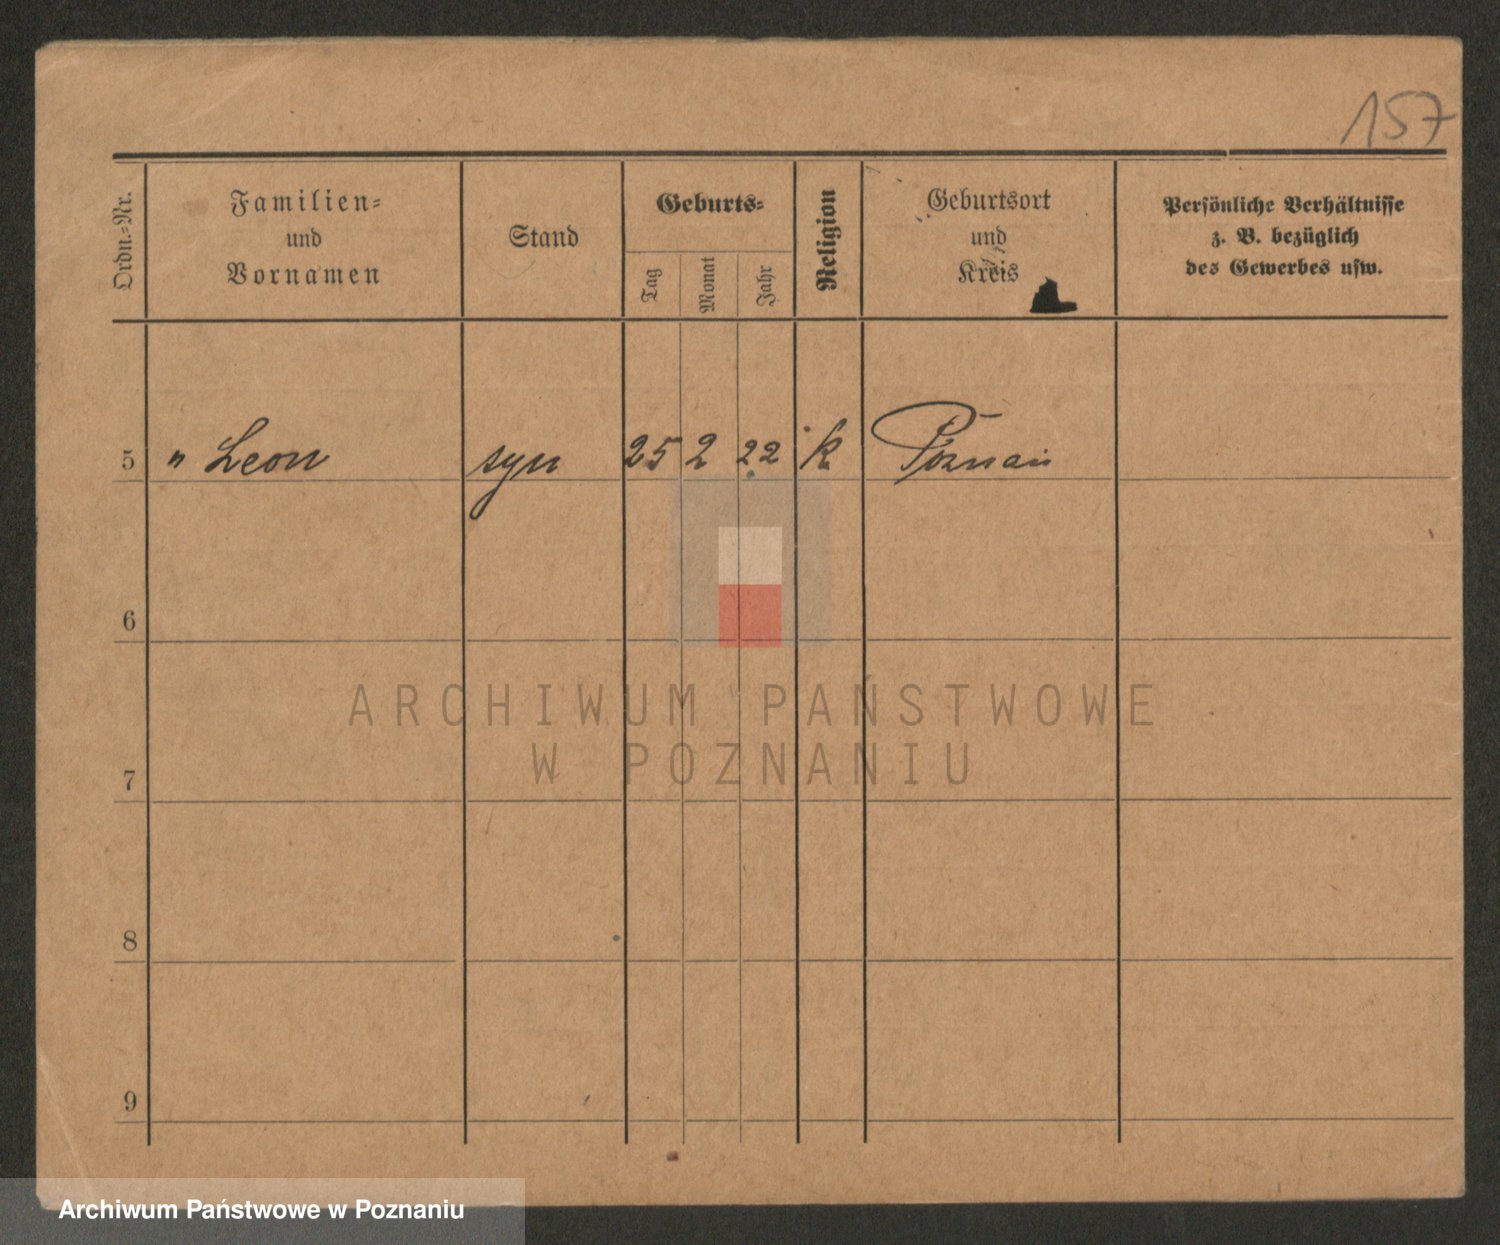 157
Ordn.-Nr.
Familien-
und
Vornamen
Stand
Geburts-
Tag
Monat
Jahr
Religion
Geburtsort
und
Kreis
Persönliche Verhältnisse
z. B. bezüglich
des Gewerbes usw.
5 " Leon syn 25 2 22 k Poznań
6
ARCHIWUM PAŃSTWOWE
W POZNANIU
7
8
9
Archiwum Państwowe w Poznaniu